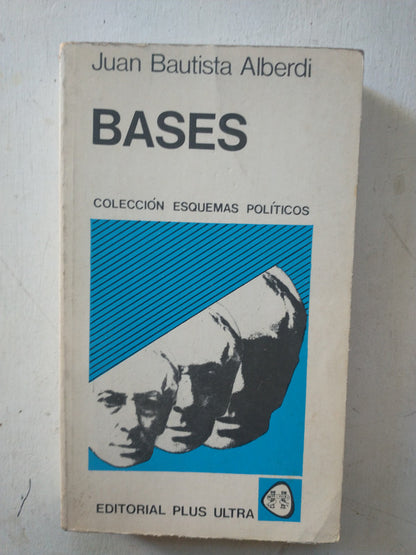 Juan Bautista Alberdi
BASES
COLECCIÓN ESQUEMAS POLÍTICOS
EDITORIAL PLUS ULTRA